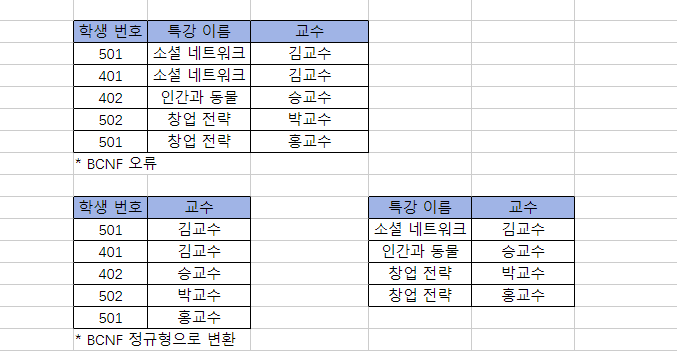 학생 번호 특강 이름 교수
501 소셜 네트워크 김교수
401 소셜 네트워크 김교수
402 인간과 동물 승교수
502 창업 전략 박교수
501 창업 전략 홍교수
* BCNF 오류
학생 번호 교수
501 김교수
401 김교수
402 승교수
502 박교수
501 홍교수
* BCNF 정규형으로 변환
특강 이름 교수
소셜 네트워크 김교수
인간과 동물 승교수
창업 전략 박교수
창업 전략 홍교수